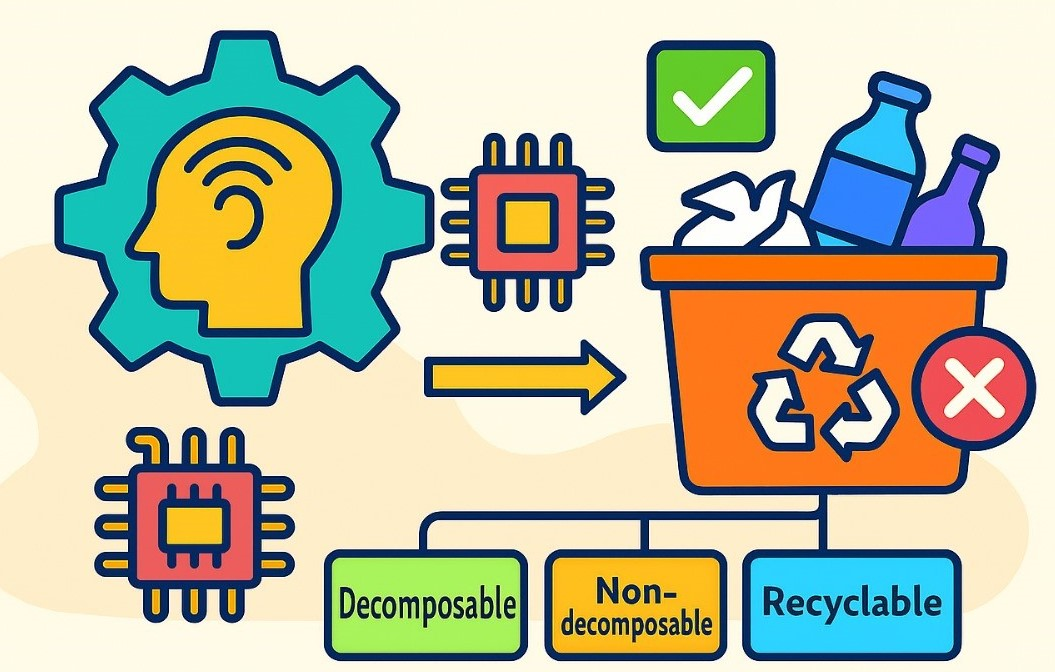 Decomposable
Non-
decomposable
Recyclable